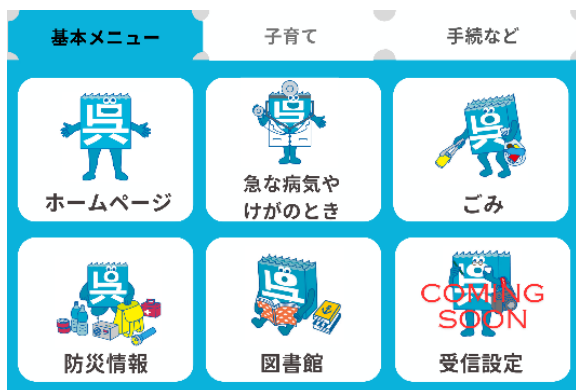 基本メニュー
子育て
手続など
呉
ホームページ
呉
急な病気や
けがのとき
呉
ごみ
呉
防災情報
呉
図書館
呉
COMING
SOON
受信設定